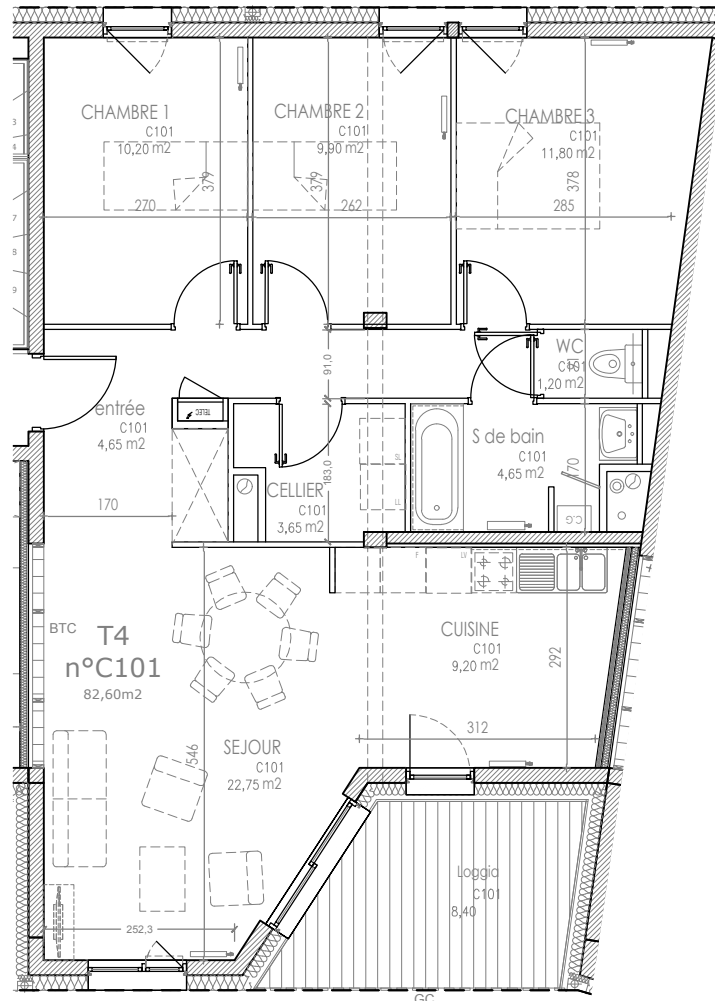 CHAMBRE 1
C101
10,20 m2
379
270
CHAMBRE 2
C101
9,90 m2
379
262
CHAMBRE 3
C101
11,80 m2
378
285
WC
C101
1,20 m2
91,0
entrée
C101
4,65 m2
TELEC
170
CELLIER
C101
3,65 m2
183,0
S de bain
C101
4,65 m2
170
C.G
F
LV
BTC
T4
n°C101
82,60m2
CUISINE
C101
9,20 m2
292
312
SEJOUR
C101
22,75 m2
546
Loggia
C101
8,40
252,3
GC